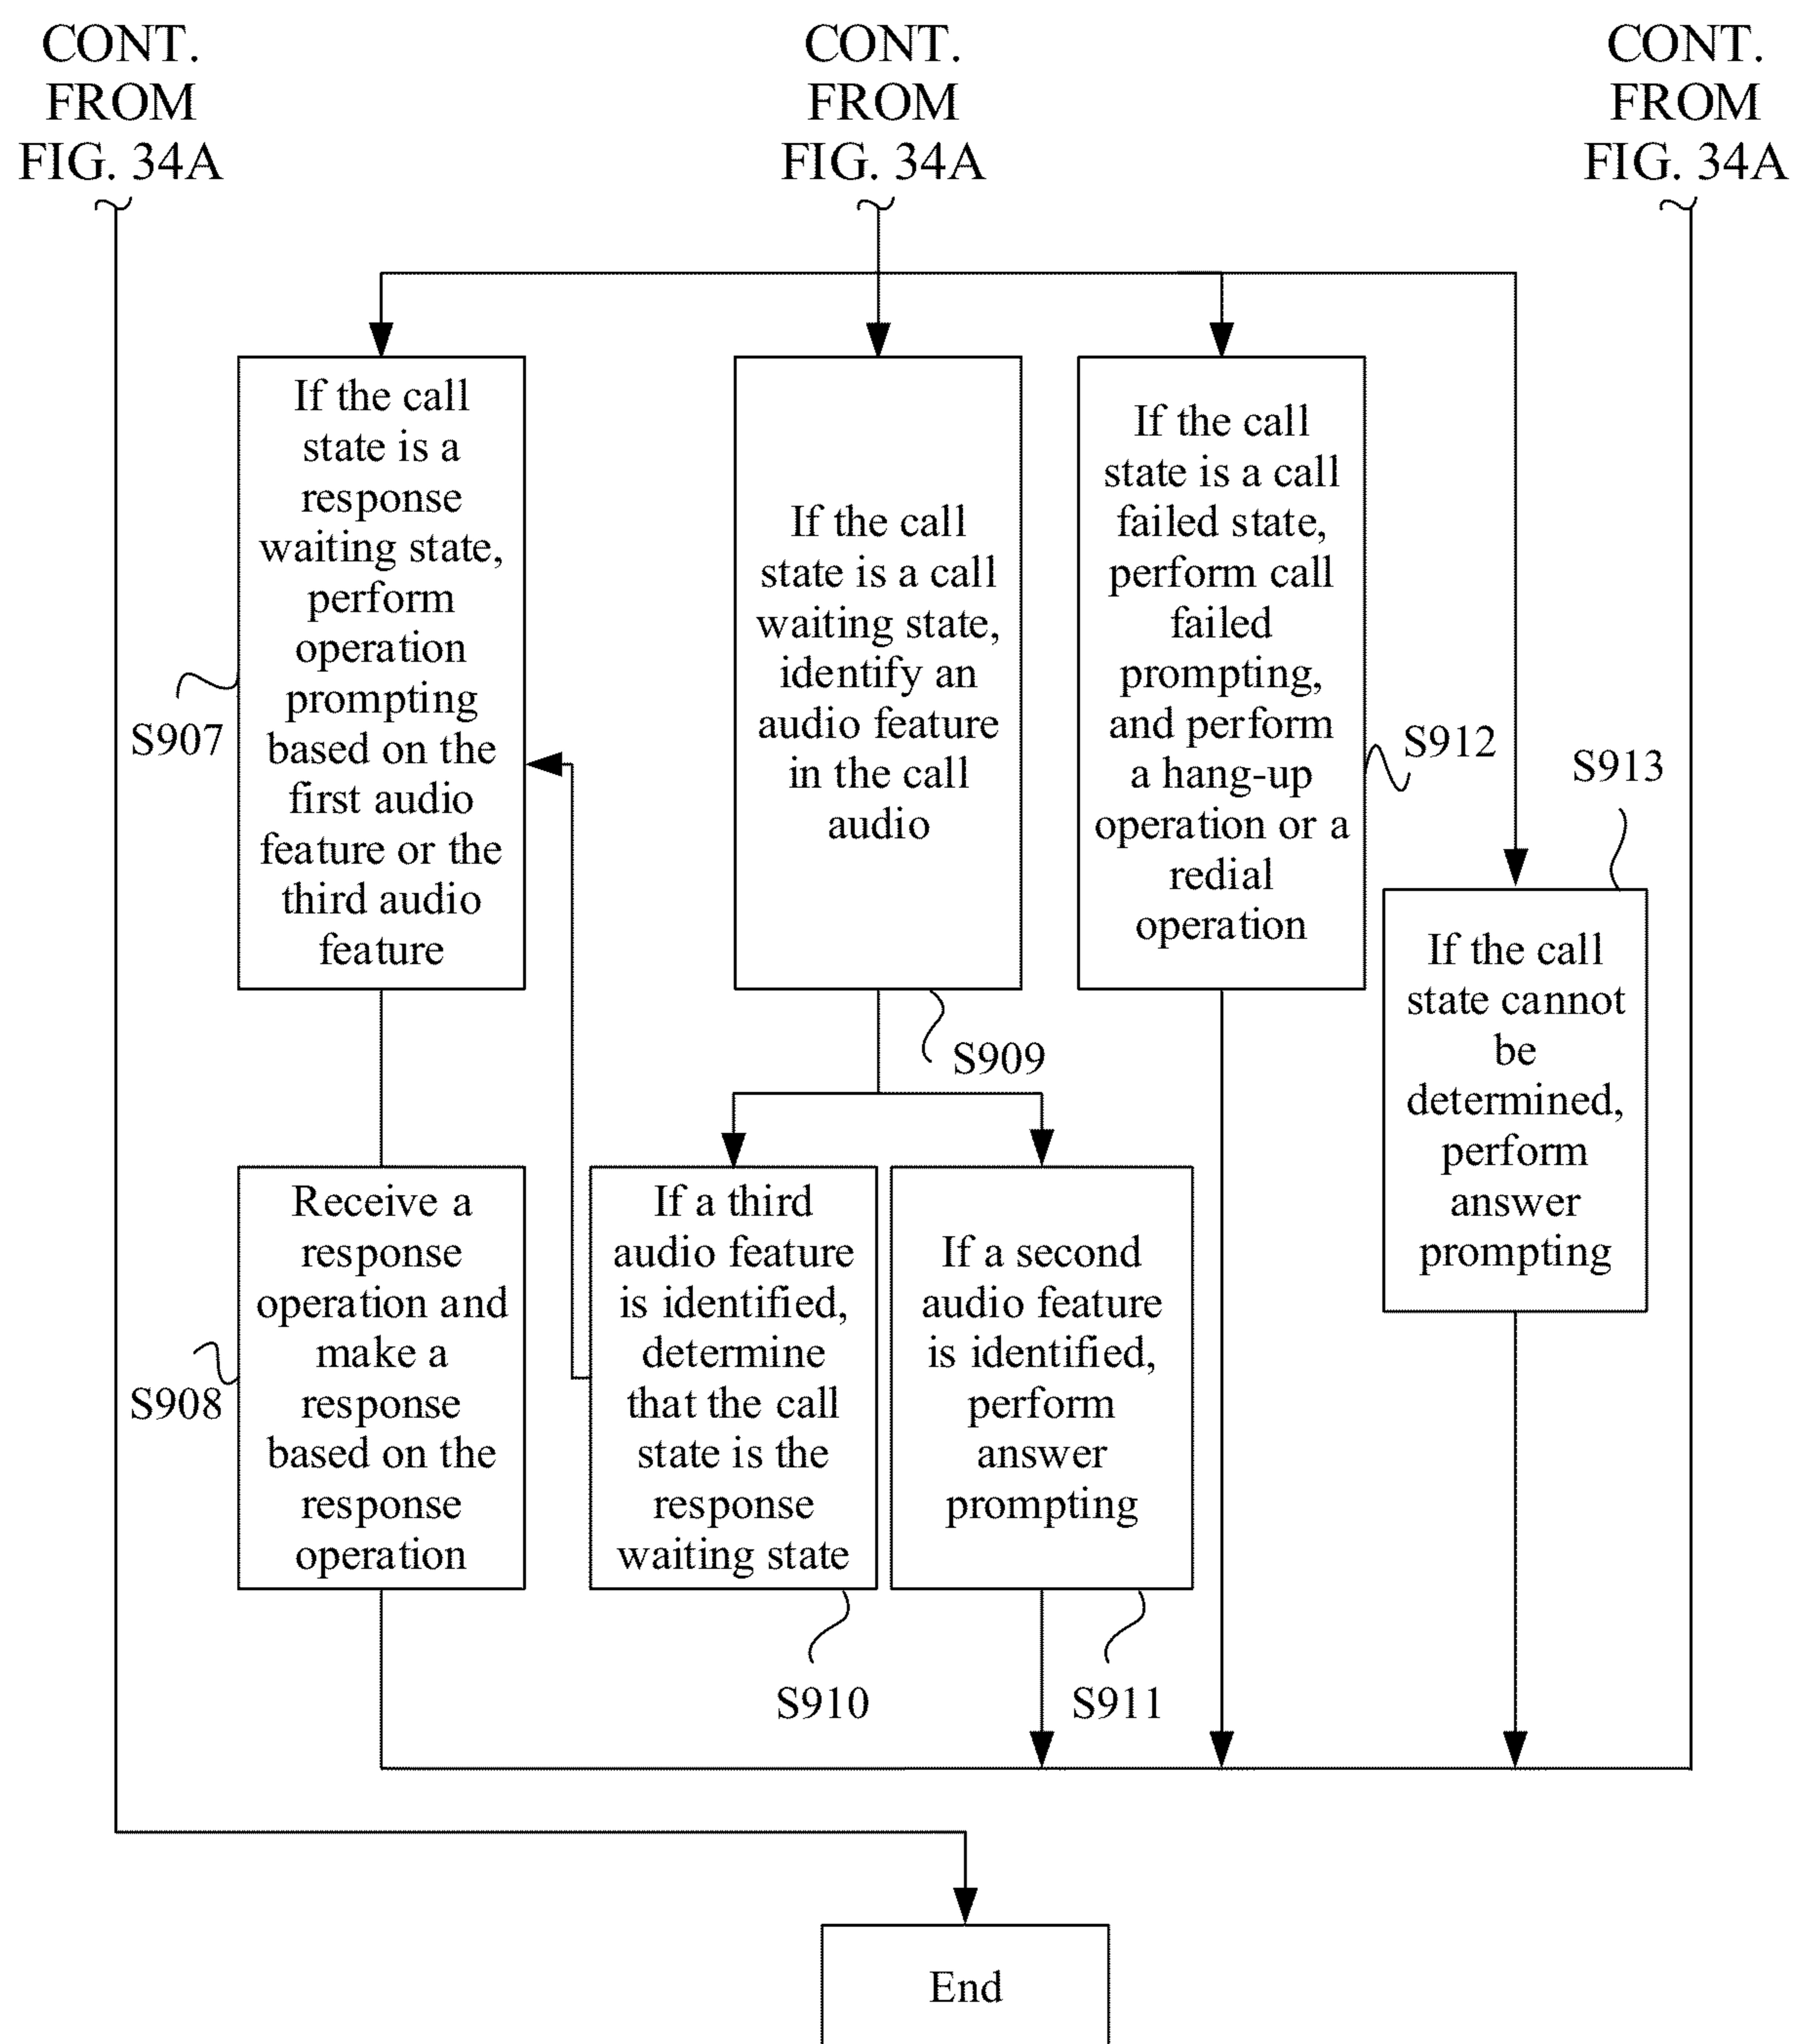 CONT.
FROM
FIG. 34A
CONT.
FROM
FIG. 34A
CONT.
FROM
FIG. 34A
If the call
state is a
response
waiting state,
perform
operation
prompting
based on the
first audio
feature or the
third audio
feature
S907
If the call
state is a call
waiting state,
identify an
audio feature
in the call
audio
S909
If the call
state is a call
failed state,
perform call
failed
prompting,
and perform
a hang-up
operation or a
redial
operation
S912
S913
If the call
state cannot
be
determined,
perform
answer
prompting
Receive a
response
operation and
make a
response
based on the
response
operation
S908
If a third
audio feature
is identified,
determine
that the call
state is the
response
waiting state
S910
If a second
audio feature
is identified,
perform
answer
prompting
S911
End